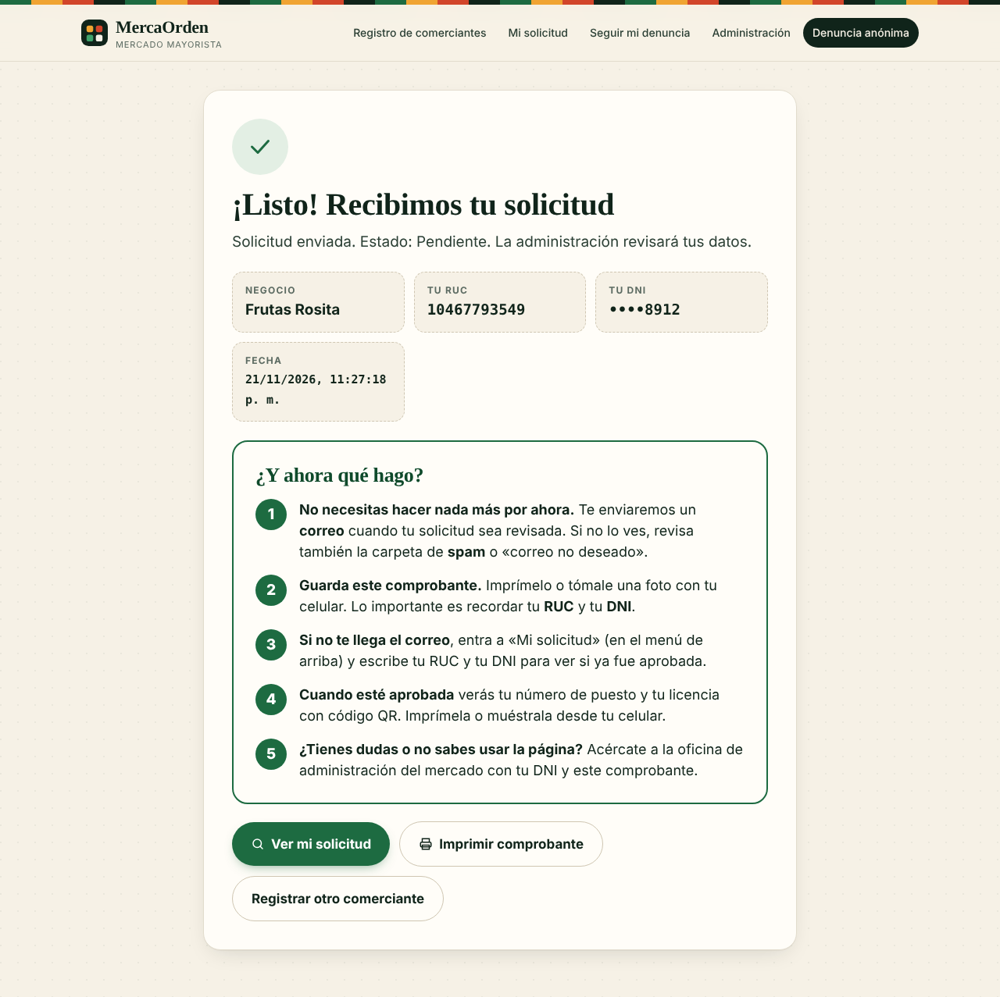 MercaOrden
MERCADO MAYORISTA
Registro de comerciantes
Mi solicitud
Seguir mi denuncia
Administración
Denuncia anónima
¡Listo! Recibimos tu solicitud
Solicitud enviada. Estado: Pendiente. La administración revisará tus datos.
NEGOCIO
Frutas Rosita
TU RUC
10467793549
TU DNI
••••8912
FECHA
21/11/2026, 11:27:18
p. m.
¿Y ahora qué hago?
1
No necesitas hacer nada más por ahora. Te enviaremos un
correo cuando tu solicitud sea revisada. Si no lo ves, revisa
también la carpeta de spam o «correo no deseado».
2
Guarda este comprobante. Imprímelo o tómale una foto con tu
celular. Lo importante es recordar tu RUC y tu DNI.
3
Si no te llega el correo, entra a «Mi solicitud» (en el menú de
arriba) y escribe tu RUC y tu DNI para ver si ya fue aprobada.
4
Cuando esté aprobada verás tu número de puesto y tu licencia
con código QR. Imprímela o muéstrala desde tu celular.
5
¿Tienes dudas o no sabes usar la página? Acércate a la oficina de
administración del mercado con tu DNI y este comprobante.
Ver mi solicitud
Imprimir comprobante
Registrar otro comerciante